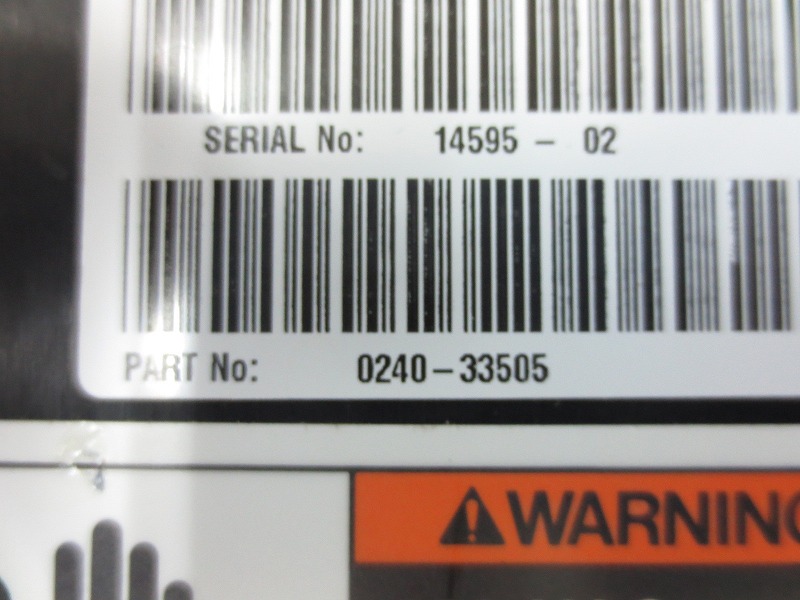 SERIAL No: 14595 - 02
PART No: 0240-33505
WARNING